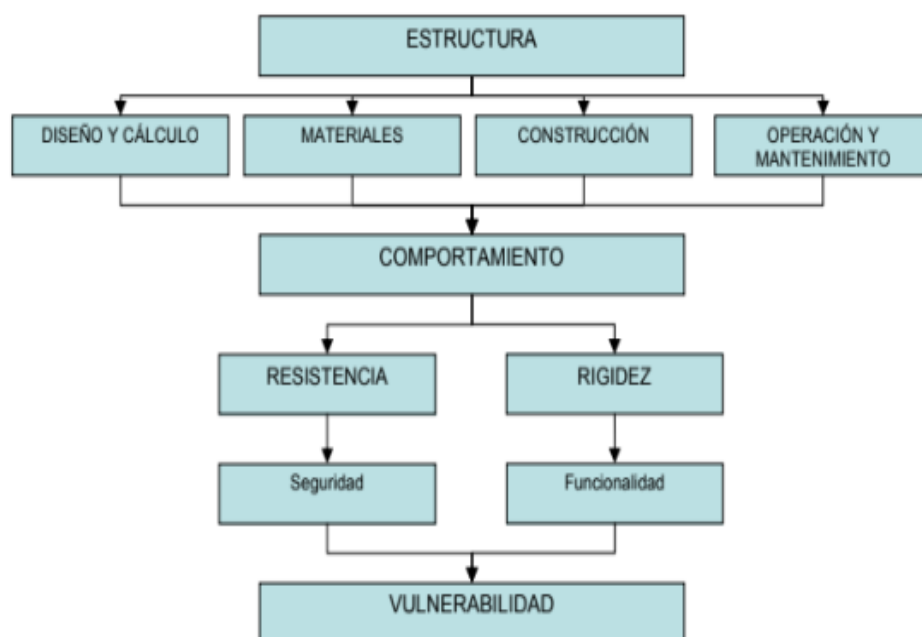 ESTRUCTURA
DISEÑO Y CÁLCULO
MATERIALES
CONSTRUCCIÓN
OPERACIÓN Y
MANTENIMIENTO
COMPORTAMIENTO
RESISTENCIA
RIGIDEZ
Seguridad
Funcionalidad
VULNERABILIDAD